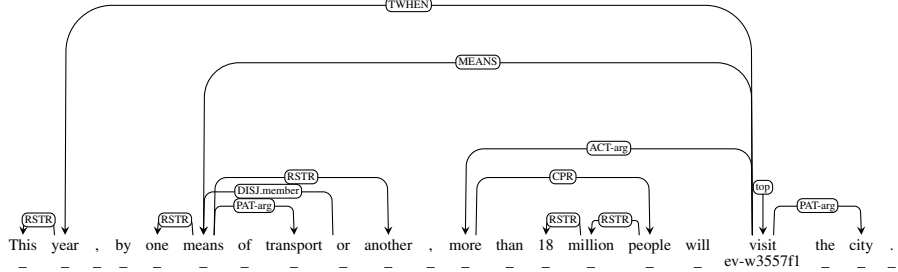 TWHEN
MEANS
ACT-arg
RSTR CPR
DISJ.member top
RSTR RSTR PAT-arg RSTR RSTR PAT-arg
This year , by one means of transport or another , more than 18 million people will visit the city .
_ _ _ _ _ _ _ _ _ _ _ _ _ _ _ _ _ ev-w3557f1 _ _ _